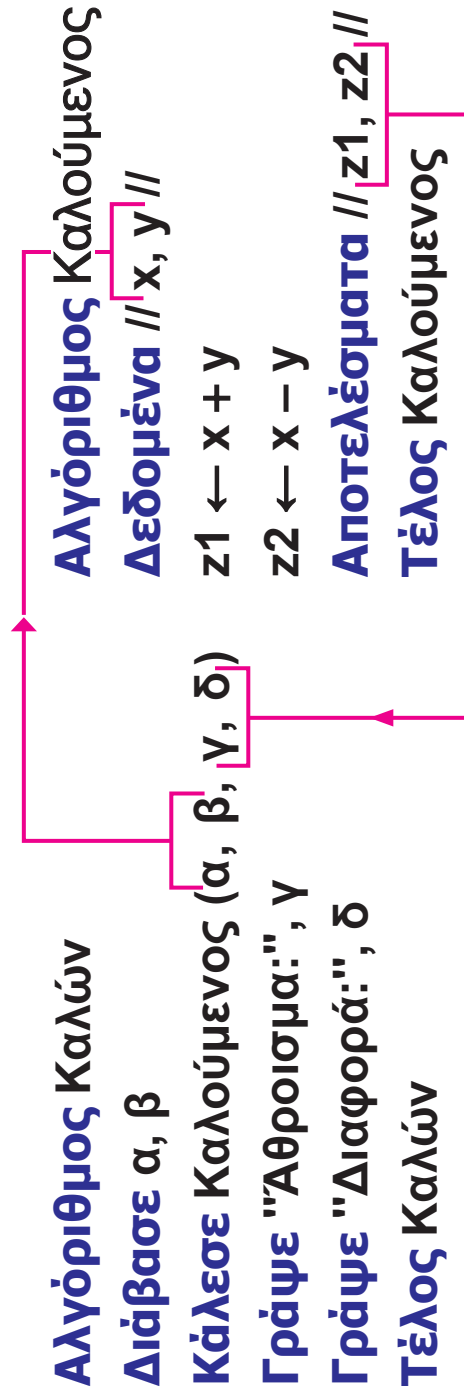 Αλγόριθμος Καλών
Διάβασε α, β
Κάλεσε Καλούμενος (α, β, γ, δ)
Γράψε "Άθροισμα:", γ
Γράψε "Διαφορά:", δ
Τέλος Καλών
Αλγόριθμος Καλούμενος
Δεδομένα // x, y //
z1 ← x + y
z2 ← x – y
Αποτελέσματα // z1, z2 //
Τέλος Καλούμενος